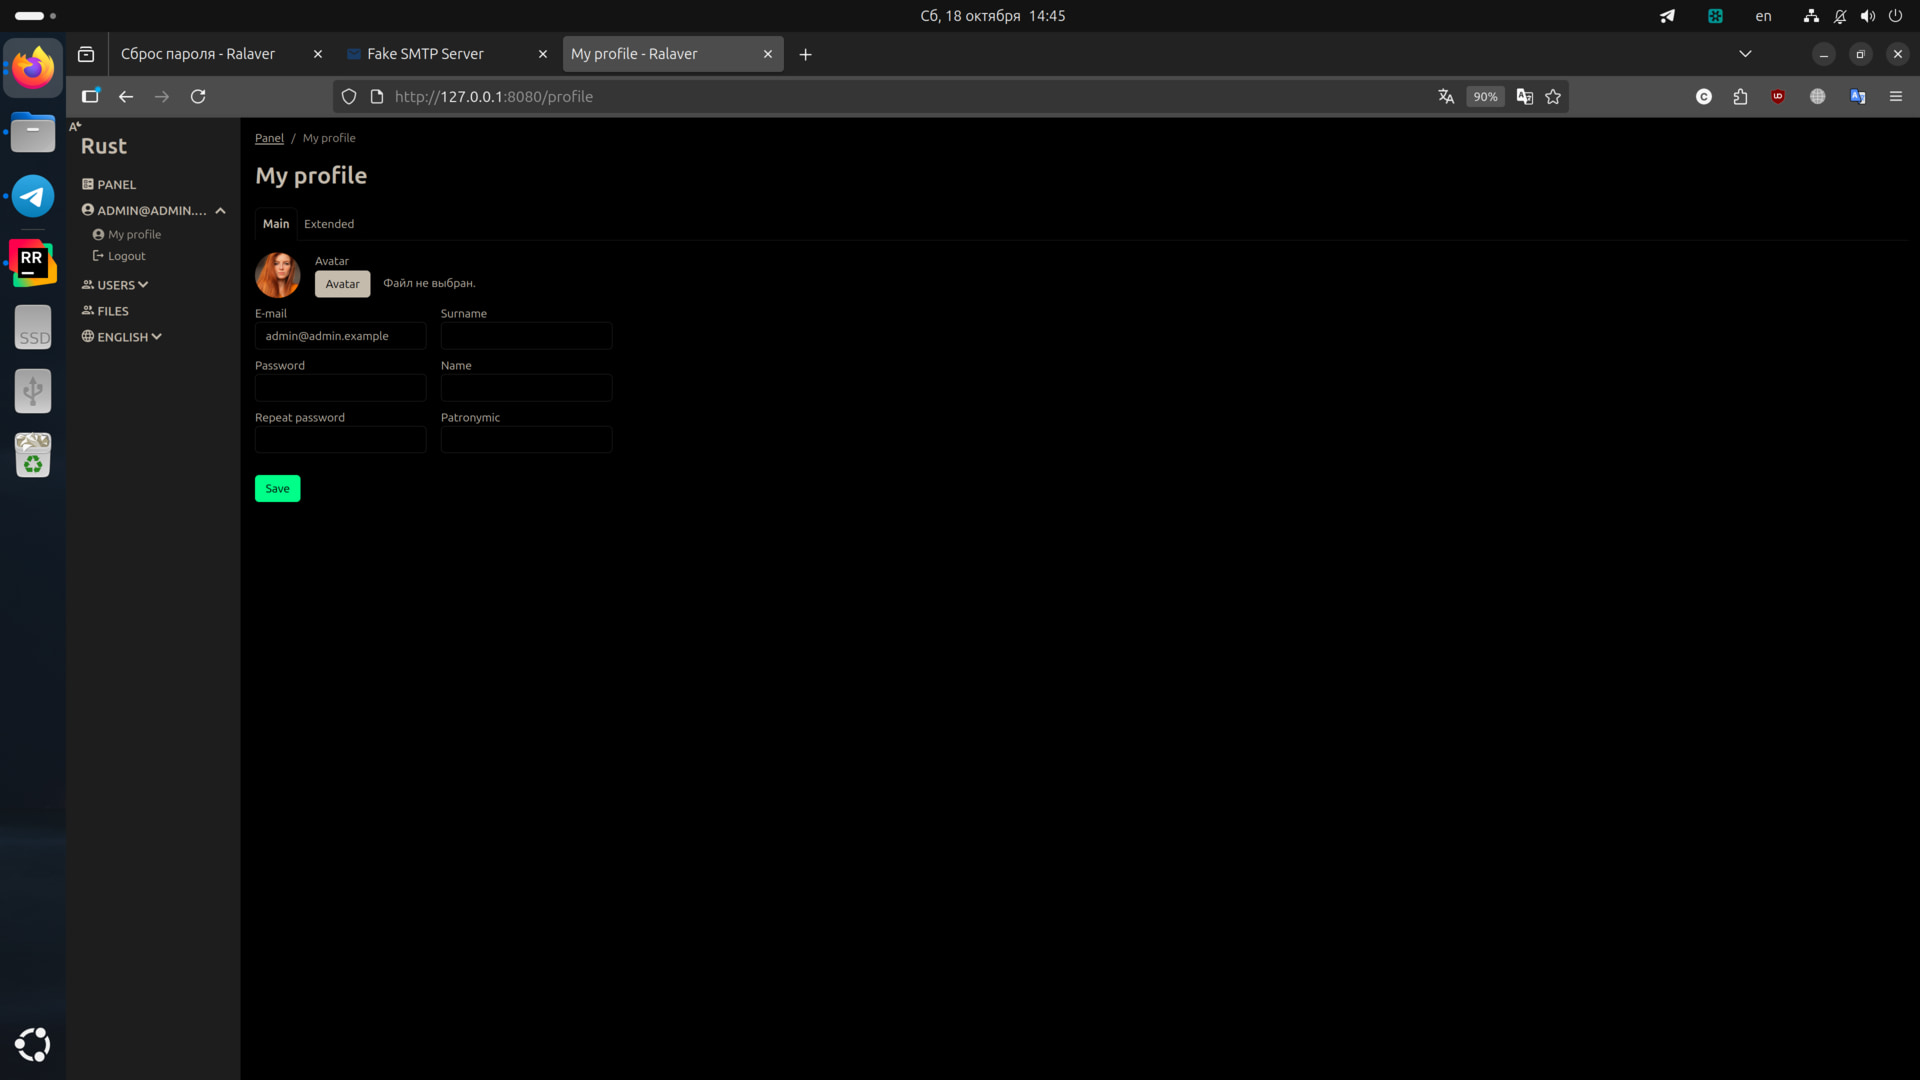 Сб, 18 октября 14:45
en
Сброс пароля - Ralaver
Fake SMTP Server
My profile - Ralaver
http://127.0.0.1:8080/profile
90%
Rust
PANEL
ADMIN@ADMIN....
My profile
Logout
USERS
FILES
ENGLISH
Panel / My profile
My profile
Main
Extended
Avatar
Avatar
Файл не выбран.
E-mail
Surname
admin@admin.example
Password
Name
Repeat password
Patronymic
Save
RR
SSD